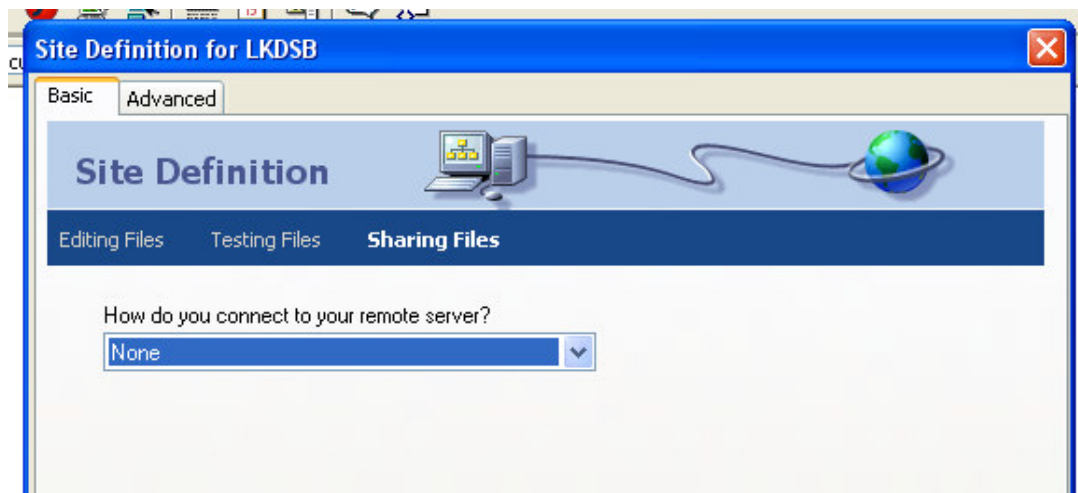 Site Definition for LKDSB
Basic Advanced
Site Definition
Editing Files Testing Files Sharing Files
How do you connect to your remote server?
None